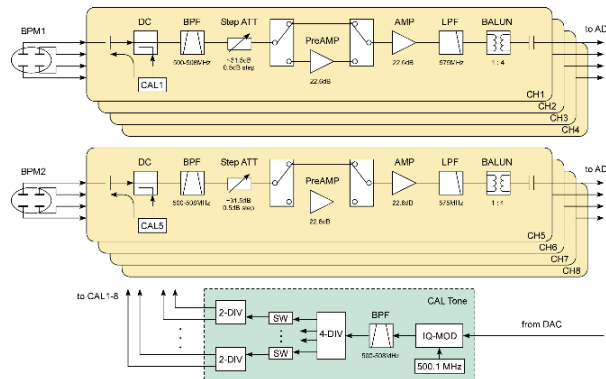 DC BPF Step ATT AMP LPF BALUN to AD
BPM1
PreAMP
CAL1
500-508MHz
~31.5dB
0.5dB step
22.6dB
22.6dB
575MHz
1 : 4
CH1
CH2
CH3
CH4
DC BPF Step ATT AMP LPF BALUN to AD
BPM2
PreAMP
CAL5
500-508MHz
~31.5dB
0.5dB step
22.8dB
22.8dB
575MHz
1 : 4
CH5
CH6
CH7
CH8
to CAL1-8
CAL Tone
2-DIV
SW
4-DIV
BPF
500-508MHz
IQ-MOD
from DAC
2-DIV
SW
500.1 MHz